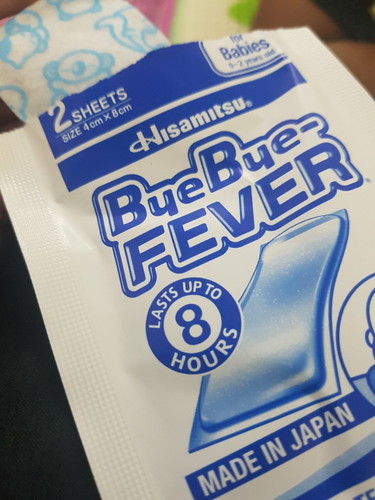 for
Babies
0-2 years old
2 SHEETS
SIZE 4cm×8cm
Hisamitsu®
BYeBYe-
FEVER
LASTS UP TO
8
HOURS
MADE IN JAPAN